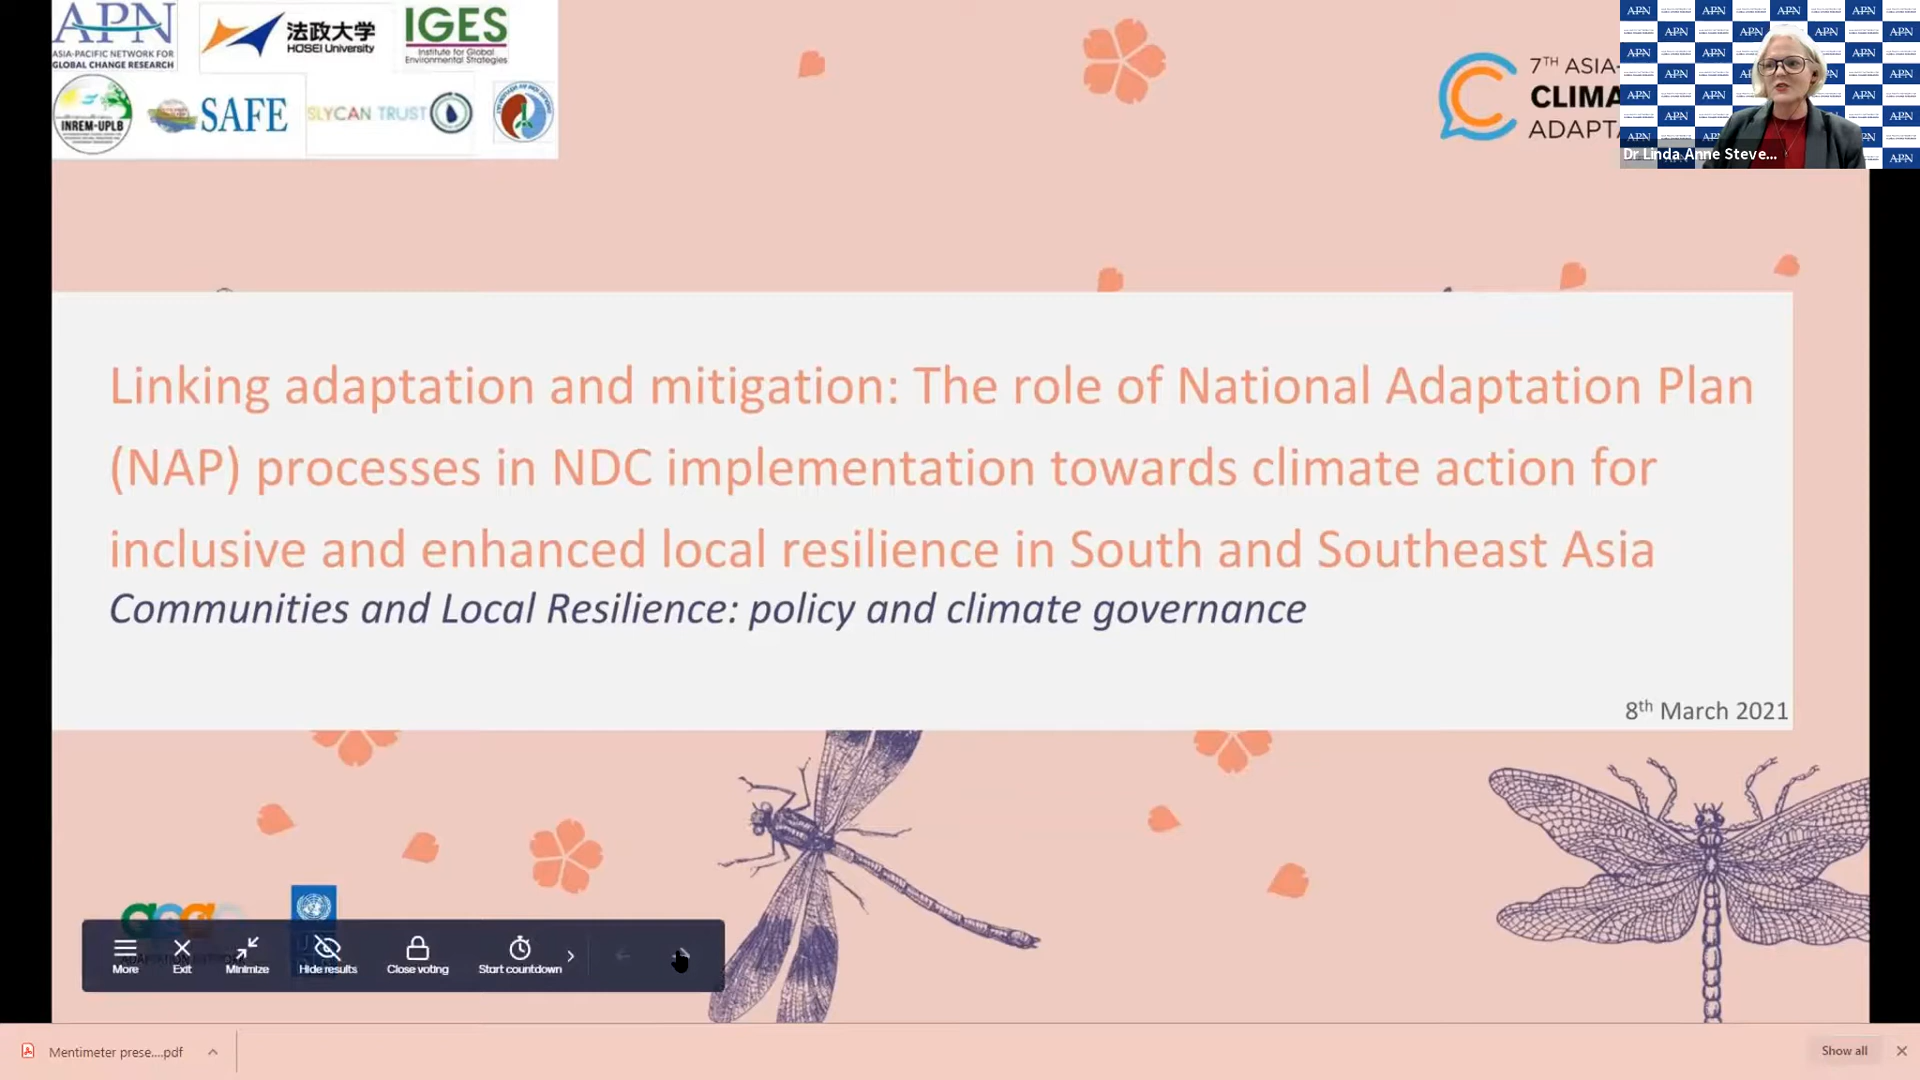 APN
ASIA-PACIFIC NETWORK FOR
GLOBAL CHANGE RESEARCH
法政大学
HOSEI University
IGES
Institute for Global
Environmental Strategies
INREM-UPLB
SAFE
SLYCAN TRUST
7TH ASIA-
CLIMA
ADAPTA
Dr Linda Anne Steve...
Linking adaptation and mitigation: The role of National Adaptation Plan
(NAP) processes in NDC implementation towards climate action for
inclusive and enhanced local resilience in South and Southeast Asia
Communities and Local Resilience: policy and climate governance
8th March 2021
More
Exit
Minimize
Hide results
Close voting
Start countdown
Mentimeter prese....pdf
Show all